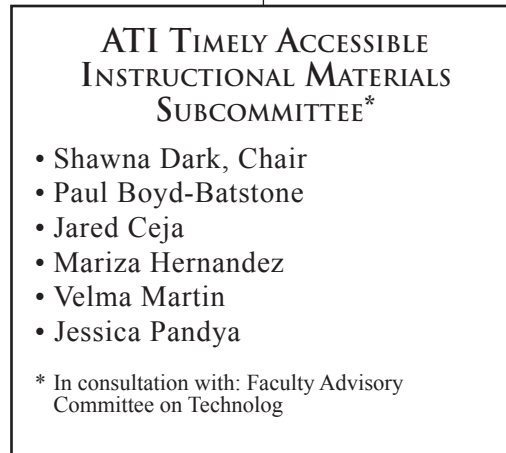 ATI TIMELY ACCESSIBLE
INSTRUCTIONAL MATERIALS
SUBCOMMITTEE*
• Shawna Dark, Chair
• Paul Boyd-Batstone
• Jared Ceja
• Mariza Hernandez
• Velma Martin
• Jessica Pandya
* In consultation with: Faculty Advisory
Committee on Technolog